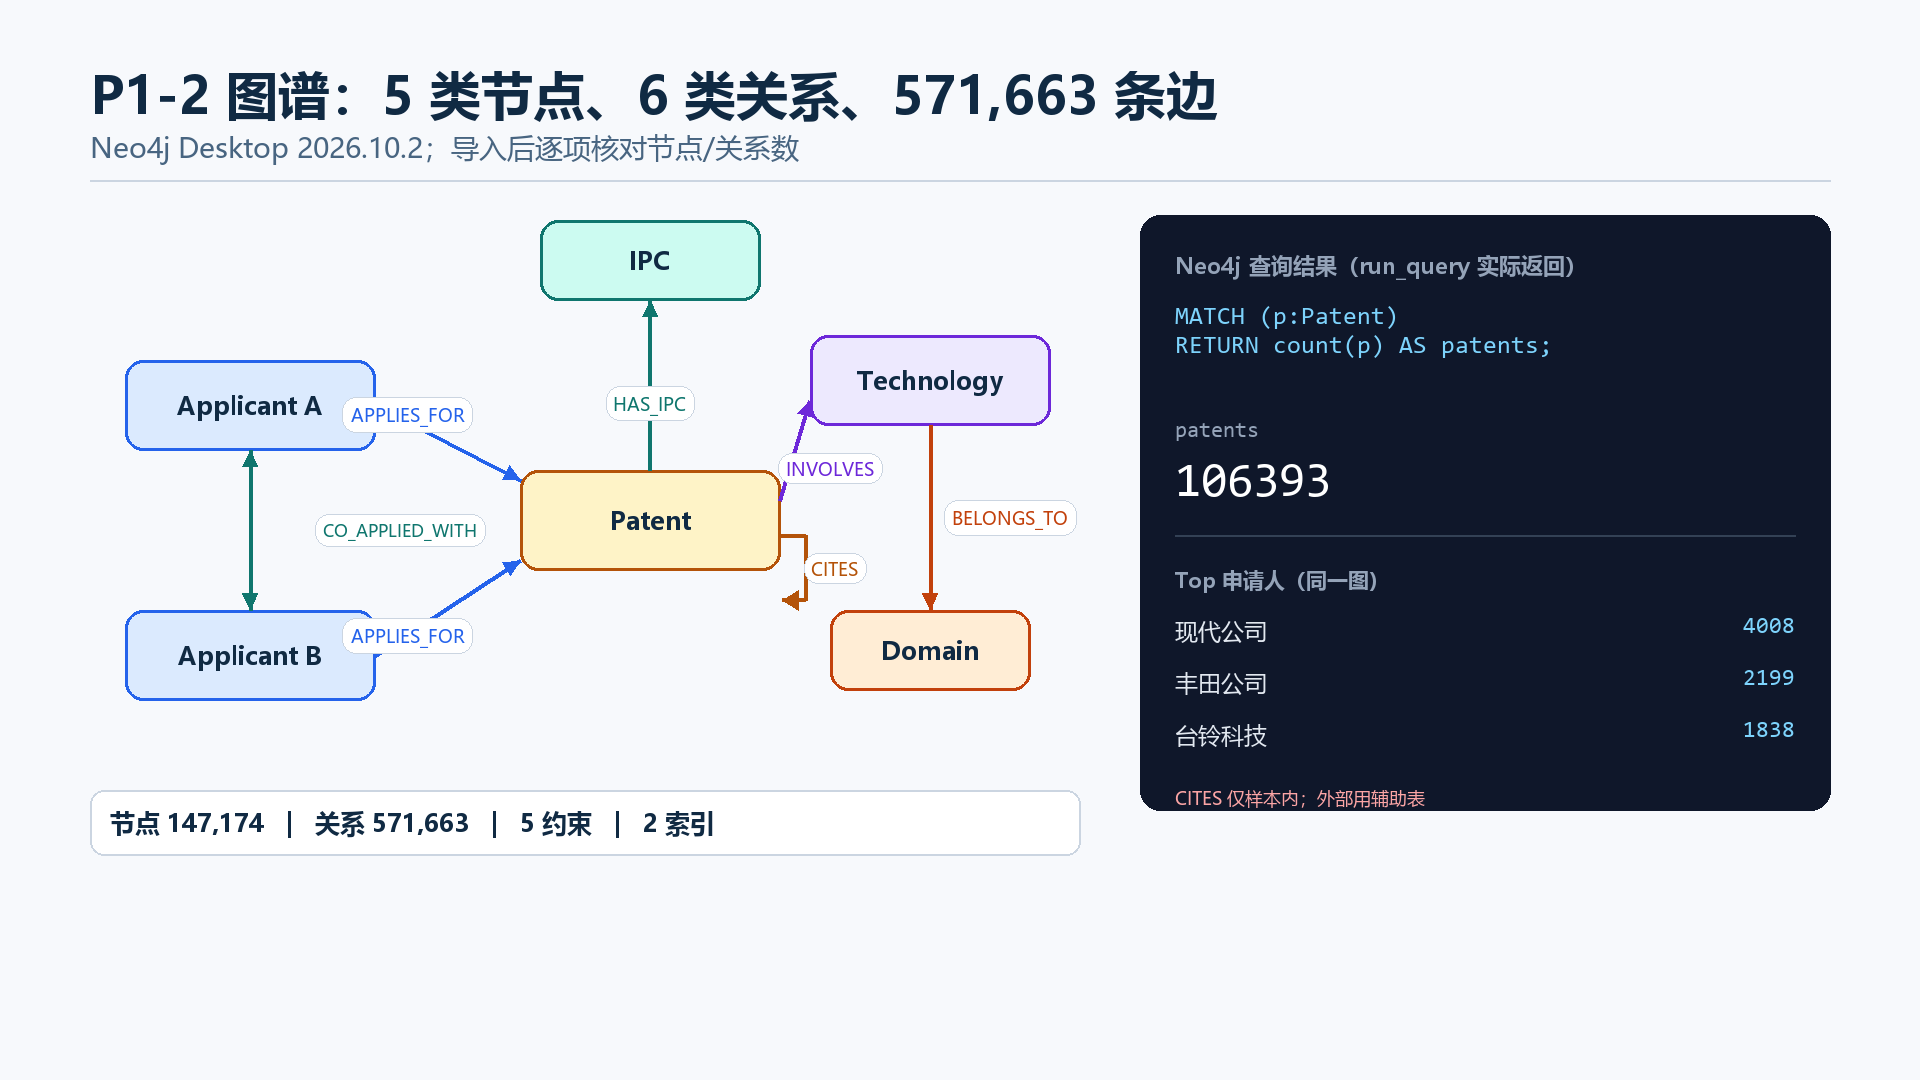 P1-2 图谱：5 类节点、6 类关系、571,663 条边
Neo4j Desktop 2026.10.2；导入后逐项核对节点/关系数
IPC
Technology
Applicant A
APPLIES_FOR
HAS_IPC
INVOLVES
Patent
CO_APPLIED_WITH
BELONGS_TO
CITES
Applicant B
APPLIES_FOR
Domain
节点 147,174 | 关系 571,663 | 5 约束 | 2 索引
Neo4j 查询结果（run_query 实际返回）
MATCH (p:Patent)
RETURN count(p) AS patents;
patents
106393
Top 申请人（同一图）
现代公司 4008
丰田公司 2199
台铃科技 1838
CITES 仅样本内；外部用辅助表